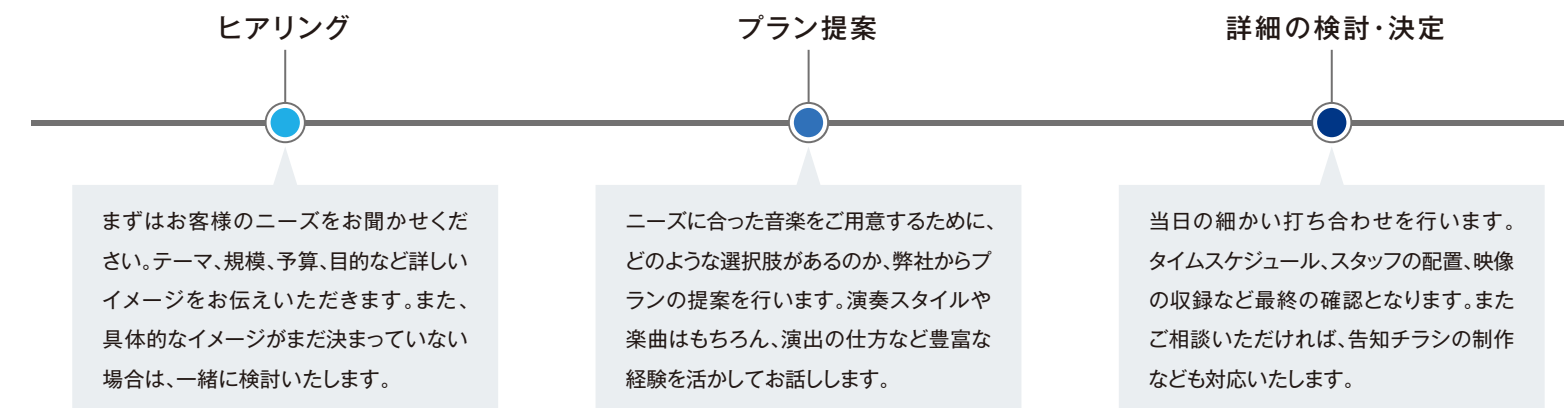 ヒアリング
まずはお客様のニーズをお聞かせくだ
さい。テーマ、規模、予算、目的など詳しい
イメージをお伝えいただきます。また、
具体的なイメージがまだ決まっていない
場合は、一緒に検討いたします。
プラン提案
ニーズに合った音楽をご用意するために、
どのような選択肢があるのか、弊社からプ
ランの提案を行います。演奏スタイルや
楽曲はもちろん、演出の仕方など豊富な
経験を活かしてお話しします。
詳細の検討・決定
当日の細かい打ち合わせを行います。
タイムスケジュール、スタッフの配置、映像
の収録など最終の確認となります。また
ご相談いただければ、告知チラシの制作
なども対応いたします。